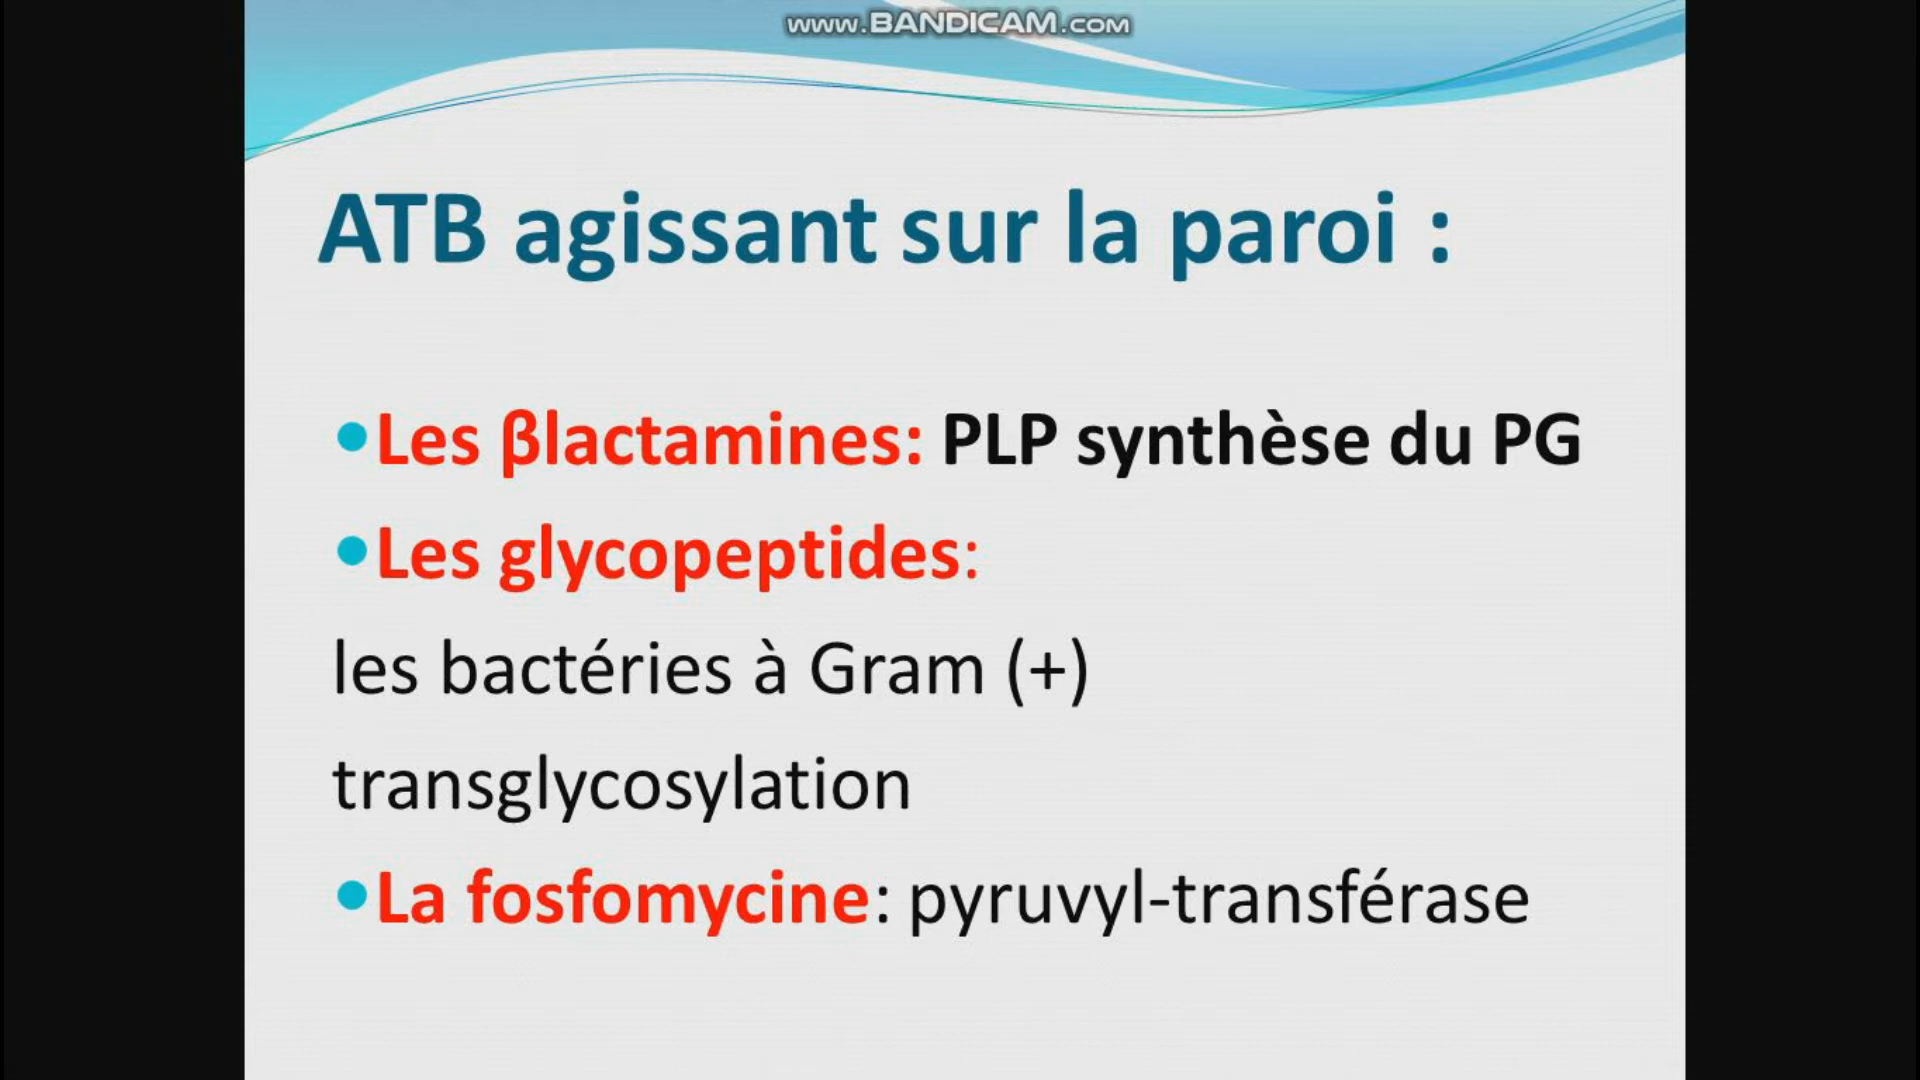 www.BANDICAM.com
ATB agissant sur la paroi :
•Les βlactamines: PLP synthèse du PG
•Les glycopeptides:
les bactéries à Gram (+)
transglycosylation
•La fosfomycine: pyruvyl-transférase